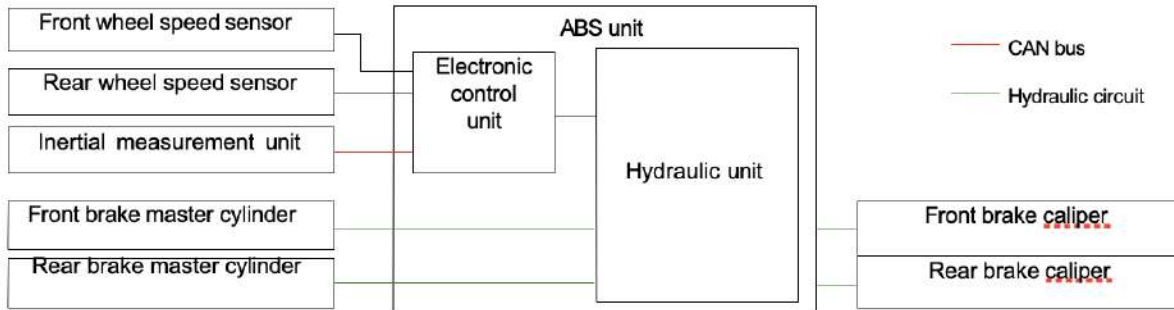 Front wheel speed sensor
Rear wheel speed sensor
Inertial measurement unit
Front brake master cylinder
Rear brake master cylinder
ABS unit
Electronic
control
unit
Hydraulic unit
CAN bus
Hydraulic circuit
Front brake caliper
Rear brake caliper